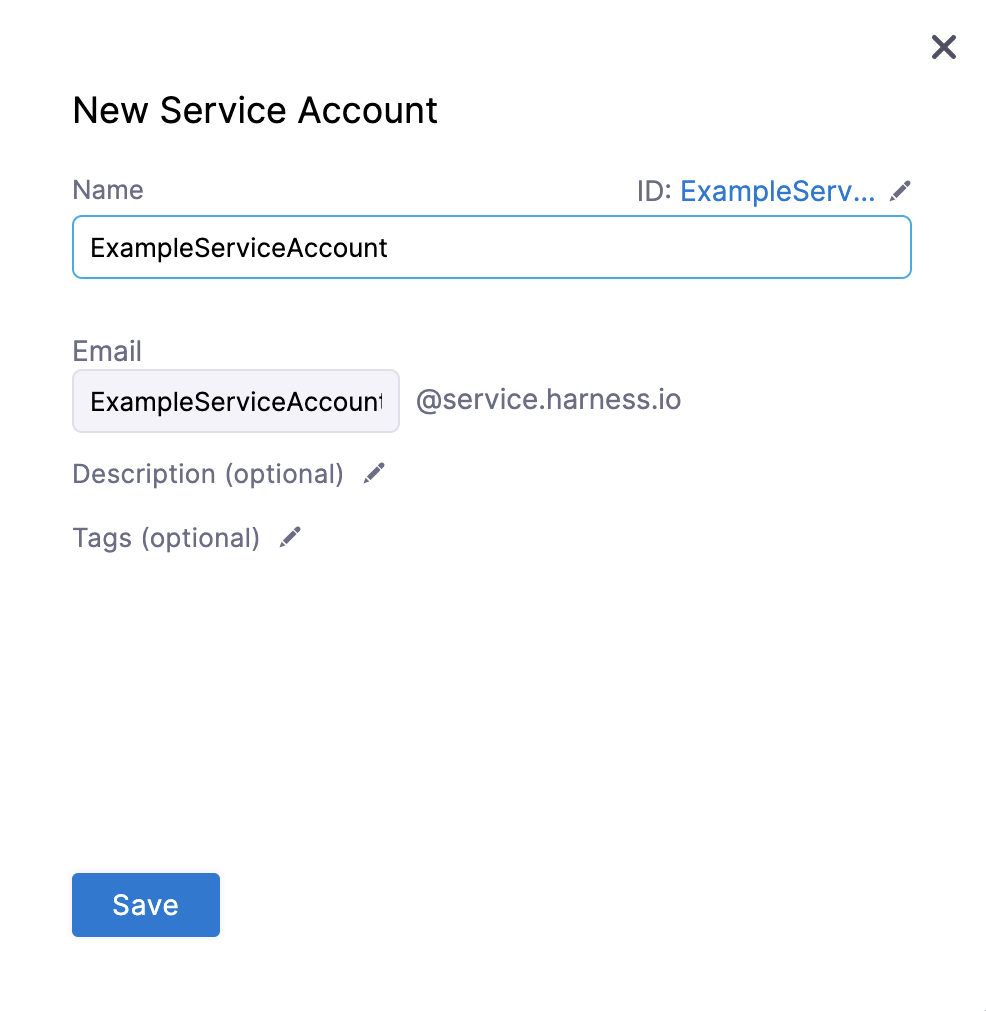 New Service Account
Name
ID: ExampleServ...
ExampleServiceAccount
Email
ExampleServiceAccount
@service.harness.io
Description (optional)
Tags (optional)
Save